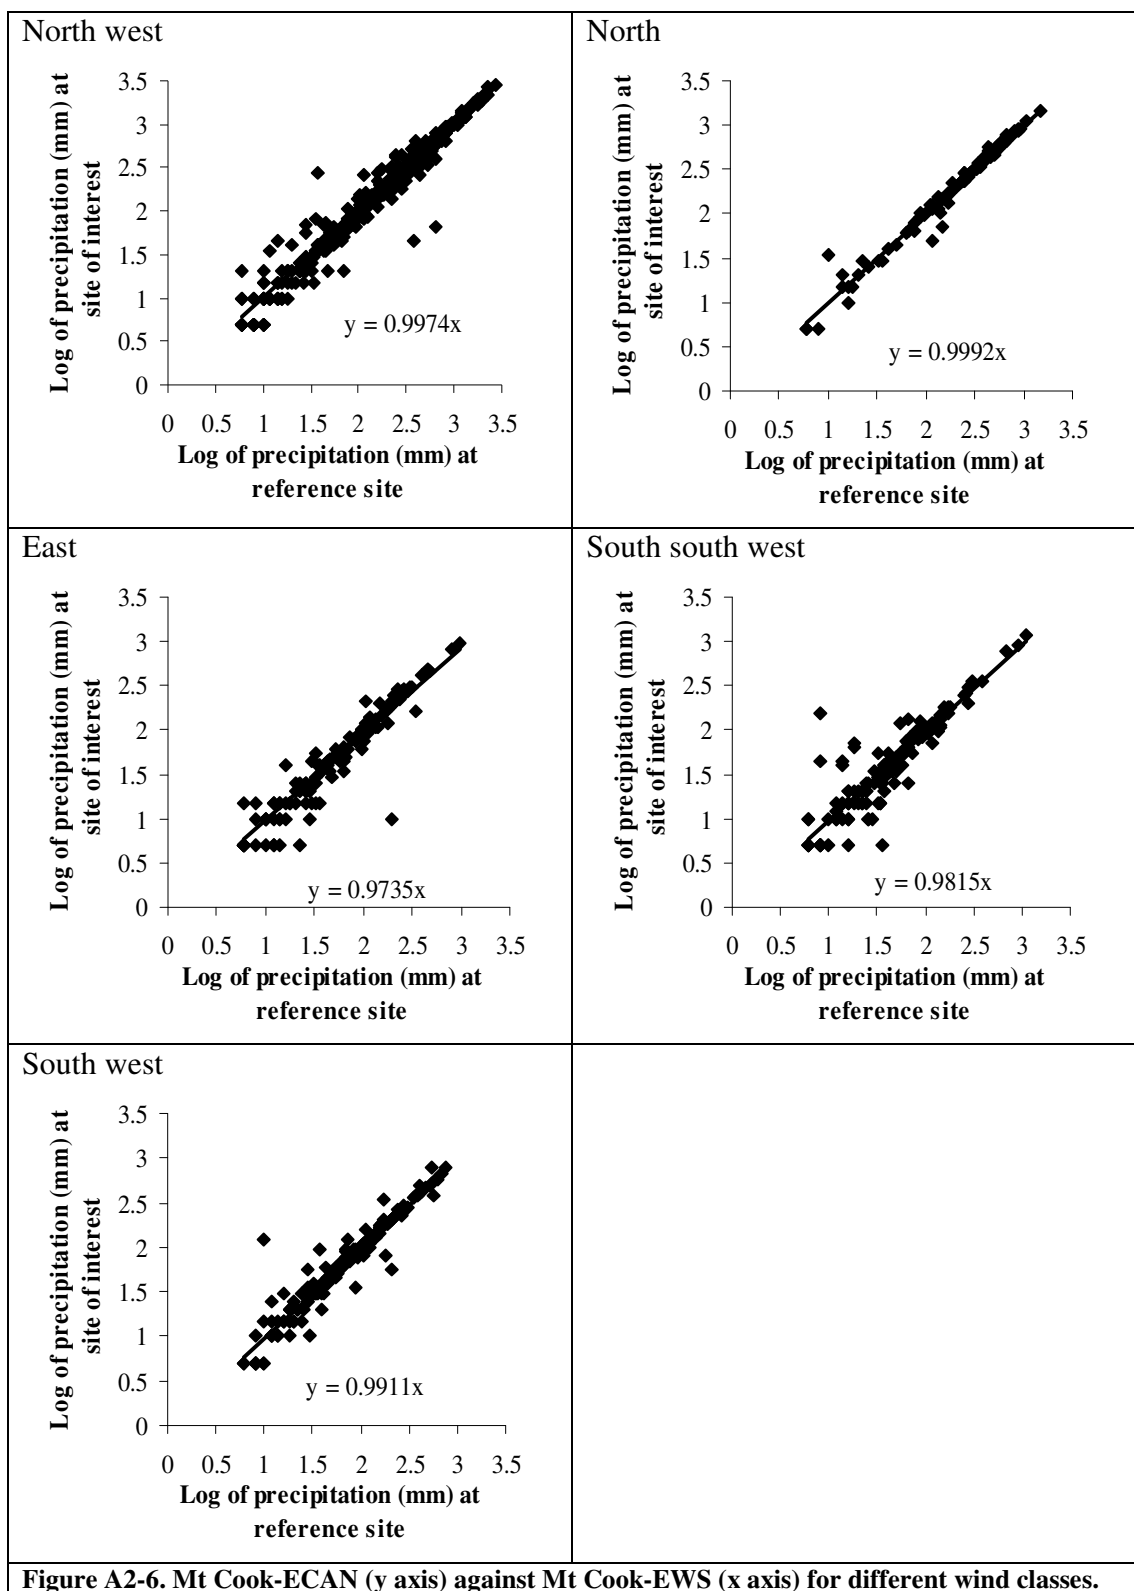 North west
Log of precipitation (mm) at
site of interest
3.5
3
2.5
2
1.5
1
0.5
0
y = 0.9974x
0 0.5 1 1.5 2 2.5 3 3.5
Log of precipitation (mm) at
reference site
North
Log of precipitation (mm) at
site of interest
3.5
3
2.5
2
1.5
1
0.5
0
y = 0.9992x
0 0.5 1 1.5 2 2.5 3 3.5
Log of precipitation (mm) at
reference site
East
Log of precipitation (mm) at
site of interest
3.5
3
2.5
2
1.5
1
0.5
0
y = 0.9735x
0 0.5 1 1.5 2 2.5 3 3.5
Log of precipitation (mm) at
reference site
South south west
Log of precipitation (mm) at
site of interest
3.5
3
2.5
2
1.5
1
0.5
0
y = 0.9815x
0 0.5 1 1.5 2 2.5 3 3.5
Log of precipitation (mm) at
reference site
South west
Log of precipitation (mm) at
site of interest
3.5
3
2.5
2
1.5
1
0.5
0
y = 0.9911x
0 0.5 1 1.5 2 2.5 3 3.5
Log of precipitation (mm) at
reference site
Figure A2-6. Mt Cook-ECAN (y axis) against Mt Cook-EWS (x axis) for different wind classes.